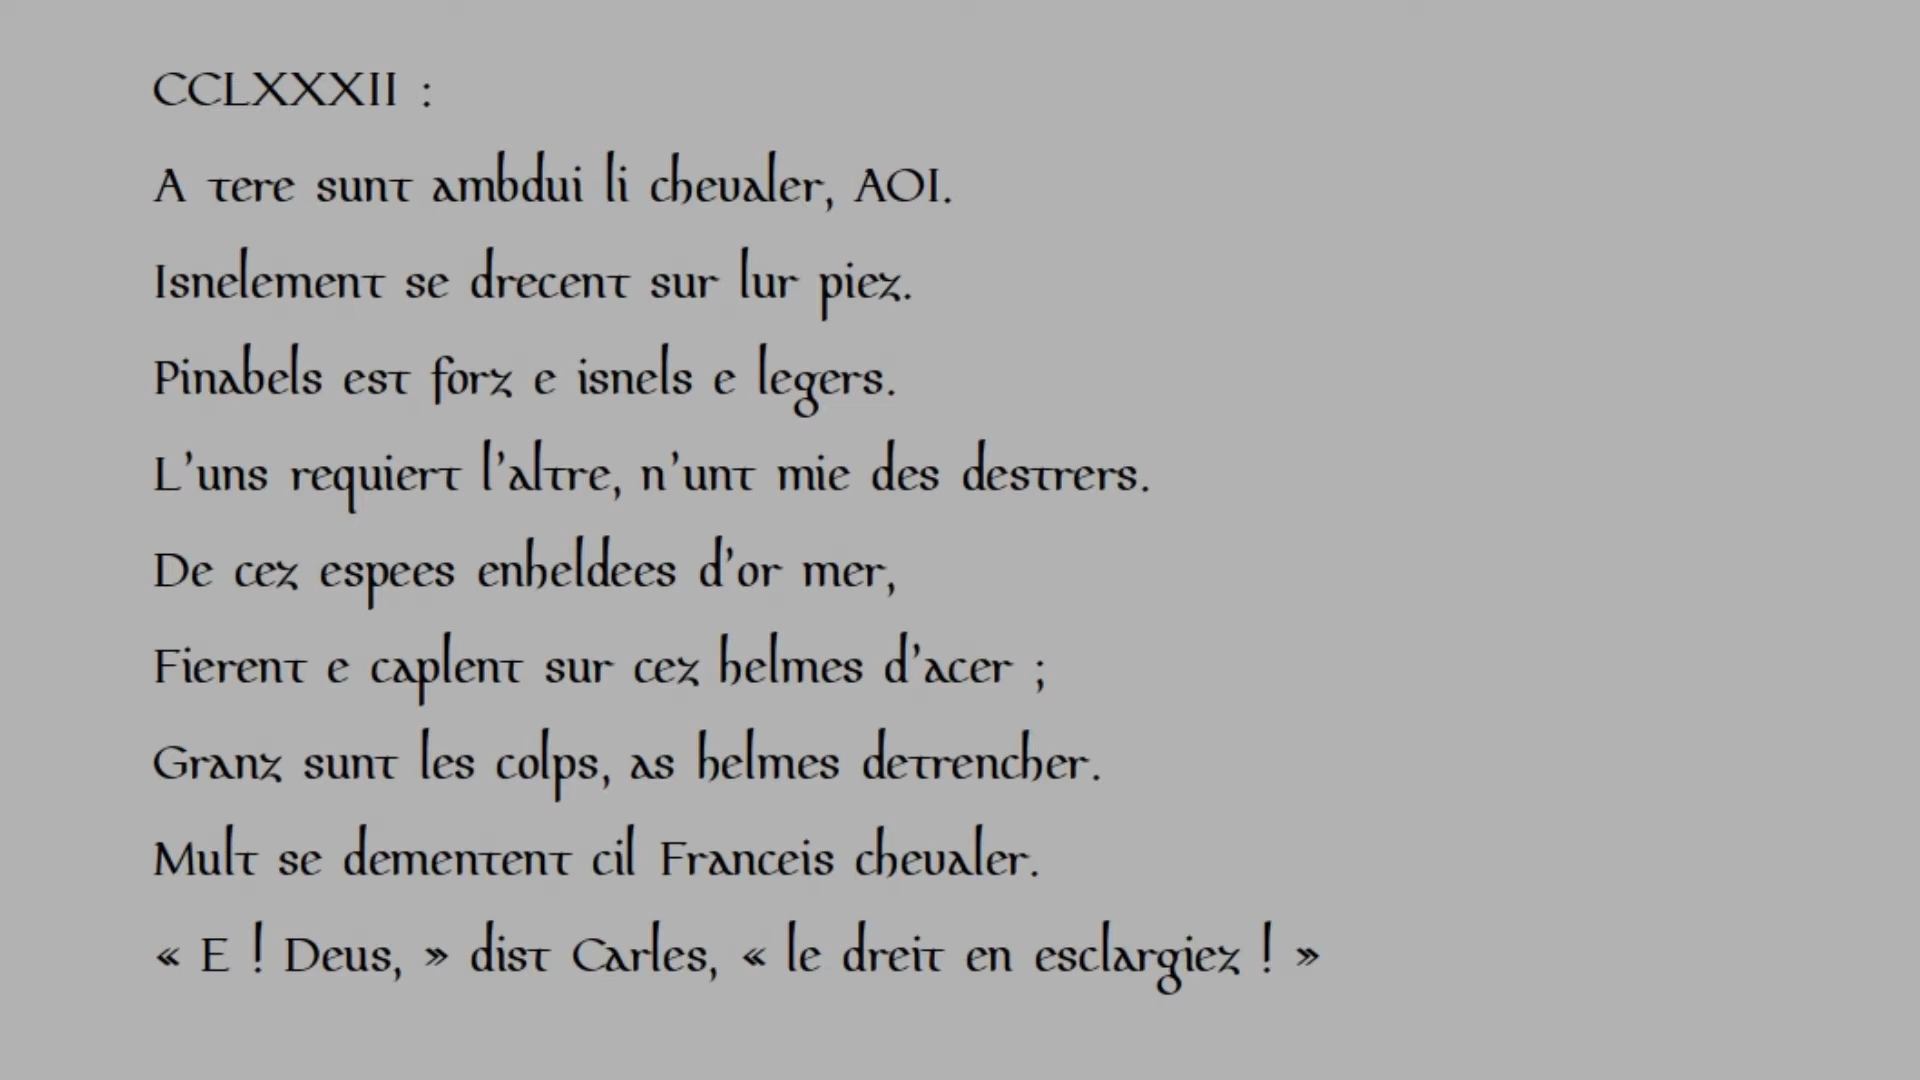 CCLXXXII :
A tere sunt ambdui li chevaler, AOI.
Isnelement se drecent sur lur piez.
Pinabels est forz e isnels e legers.
L’uns requiert l’altre, n’unt mie des destrers.
De cez espees enheldees d’or mer,
Fierent e caplent sur cez helmes d’acer ;
Granz sunt les colps, as helmes detrencher.
Mult se dementent cil Franceis chevaler.
« E ! Deus, » dist Carles, « le dreit en esclargiez ! »